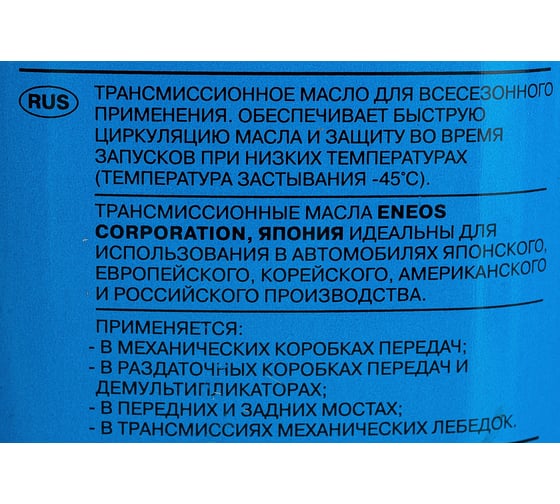 RUS
ТРАНСМИССИОННОЕ МАСЛО ДЛЯ ВСЕСЕЗОННОГО
ПРИМЕНЕНИЯ. ОБЕСПЕЧИВАЕТ БЫСТРУЮ
ЦИРКУЛЯЦИЮ МАСЛА И ЗАЩИТУ ВО ВРЕМЯ
ЗАПУСКОВ ПРИ НИЗКИХ ТЕМПЕРАТУРАХ
(ТЕМПЕРАТУРА ЗАСТЫВАНИЯ -45°С).
ТРАНСМИССИОННЫЕ МАСЛА ENEOS
CORPORATION, ЯПОНИЯ ИДЕАЛЬНЫ ДЛЯ
ИСПОЛЬЗОВАНИЯ В АВТОМОБИЛЯХ ЯПОНСКОГО,
ЕВРОПЕЙСКОГО, КОРЕЙСКОГО, АМЕРИКАНСКОГО
И РОССИЙСКОГО ПРОИЗВОДСТВА.
ПРИМЕНЯЕТСЯ:
- В МЕХАНИЧЕСКИХ КОРОБКАХ ПЕРЕДАЧ;
- В РАЗДАТОЧНЫХ КОРОБКАХ ПЕРЕДАЧ И
ДЕМУЛЬТИПЛИКАТОРАХ;
- В ПЕРЕДНИХ И ЗАДНИХ МОСТАХ;
- В ТРАНСМИССИЯХ МЕХАНИЧЕСКИХ ЛЕБЕДОК.